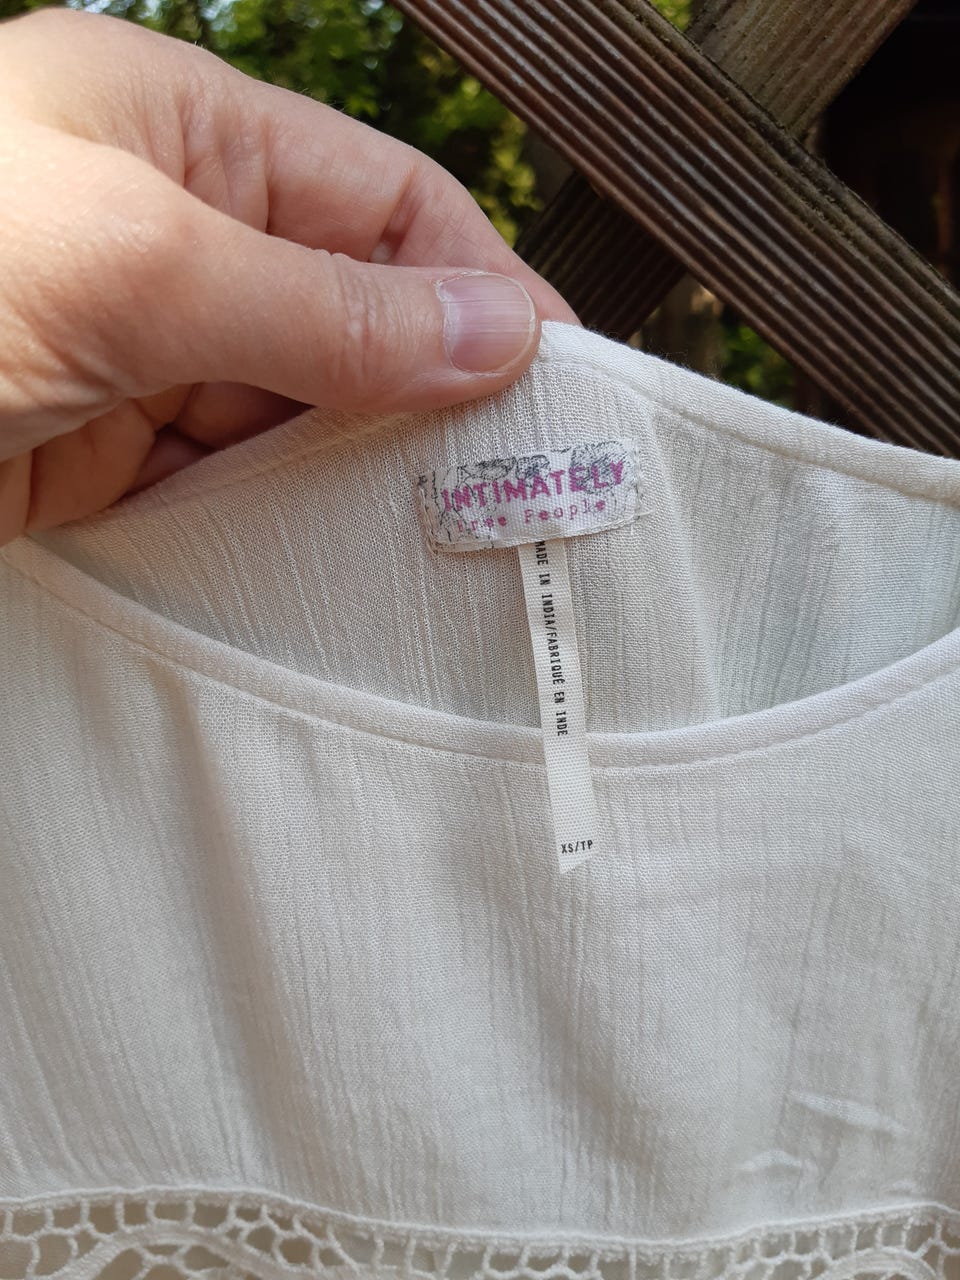 INTIMATELY
Free People
MADE IN INDIA/FABRIQUÉ EN INDE
XS/TP